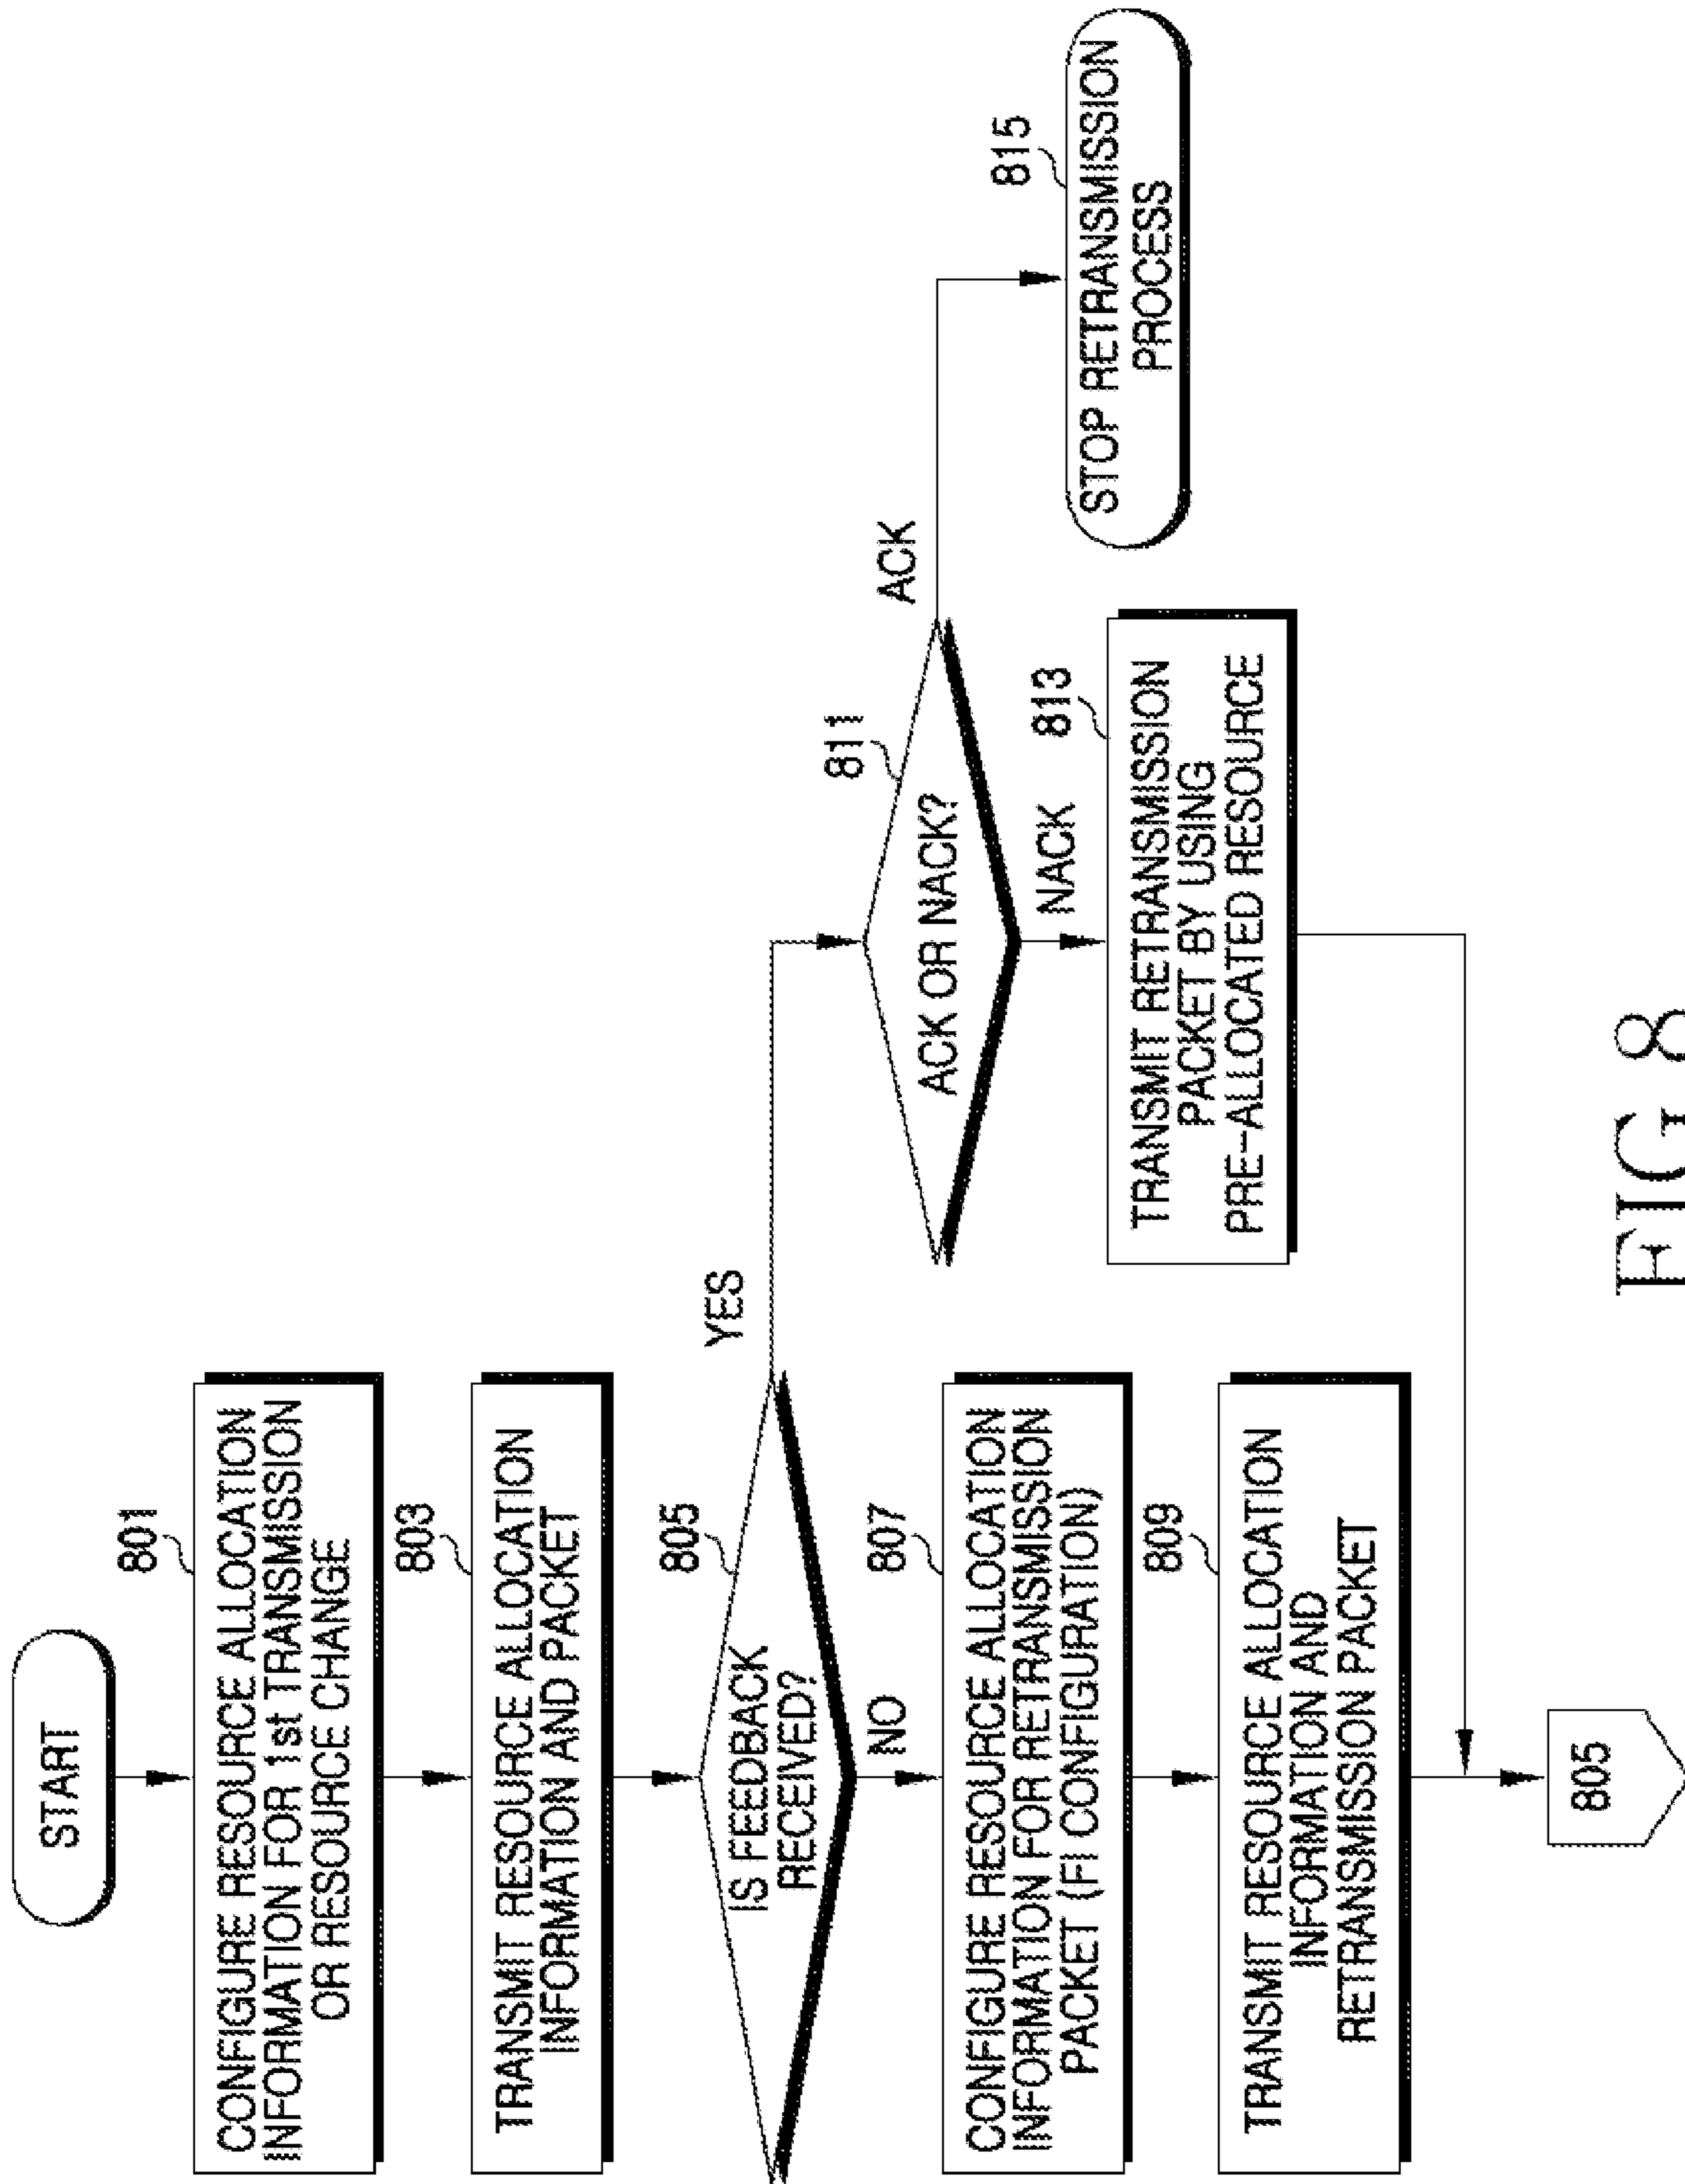 START
801
CONFIGURE RESOURCE ALLOCATION
INFORMATION FOR 1st TRANSMISSION
OR RESOURCE CHANGE
803
TRANSMIT RESOURCE ALLOCATION
INFORMATION AND PACKET
805
IS FEEDBACK
RECEIVED?
YES
NO
807
CONFIGURE RESOURCE ALLOCATION
INFORMATION FOR RETRANSMISSION
PACKET (FI CONFIGURATION)
809
TRANSMIT RESOURCE ALLOCATION
INFORMATION AND
RETRANSMISSION PACKET
805
811
ACK OR NACK?
ACK
NACK
813
TRANSMIT RETRANSMISSION
PACKET BY USING
PRE-ALLOCATED RESOURCE
815
STOP RETRANSMISSION
PROCESS
FIG 8